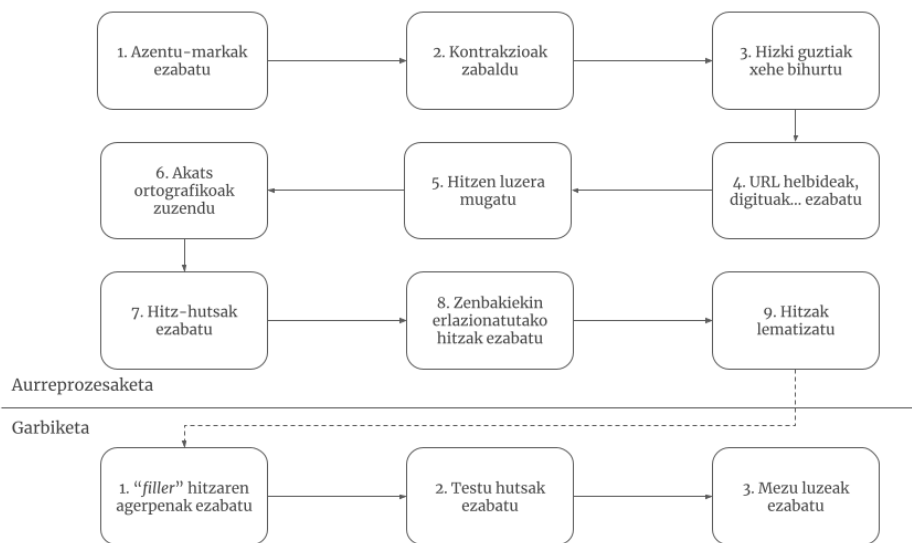 1. Azentu-markak
ezabatu
2. Kontrakzioak
zabaldu
3. Hizki guztiak
xehe bihurtu
4. URL helbideak,
digituak... ezabatu
5. Hitzen luzera
mugatu
6. Akats
ortografikoak
zuzendu
7. Hitz-hutsak
ezabatu
8. Zenbakiekin
erlazionatutako
hitzak ezabatu
9. Hitzak
lematizatu
Aurreprozesaketa
Garbiketa
1. “filler” hitzaren
agerpenak ezabatu
2. Testu hutsak
ezabatu
3. Mezu luzeak
ezabatu